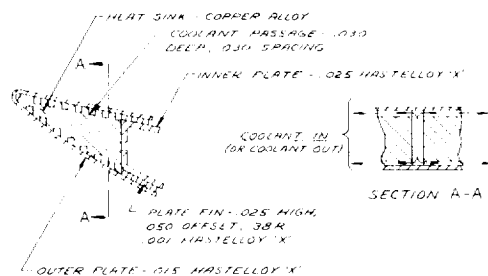 HEAT SINK - COPPER ALLOY
COOLANT PASSAGE - .030
DEEP, .030 SPACING
A
INNER PLATE - .025 HASTELLOY 'X'
COOLANT IN
(OR COOLANT OUT)
SECTION A-A
A
PLATE FIN - .025 HIGH,
.050 OFFSET, 38R
.001 HASTELLOY 'X'
OUTER PLATE - .015 HASTELLOY 'X'